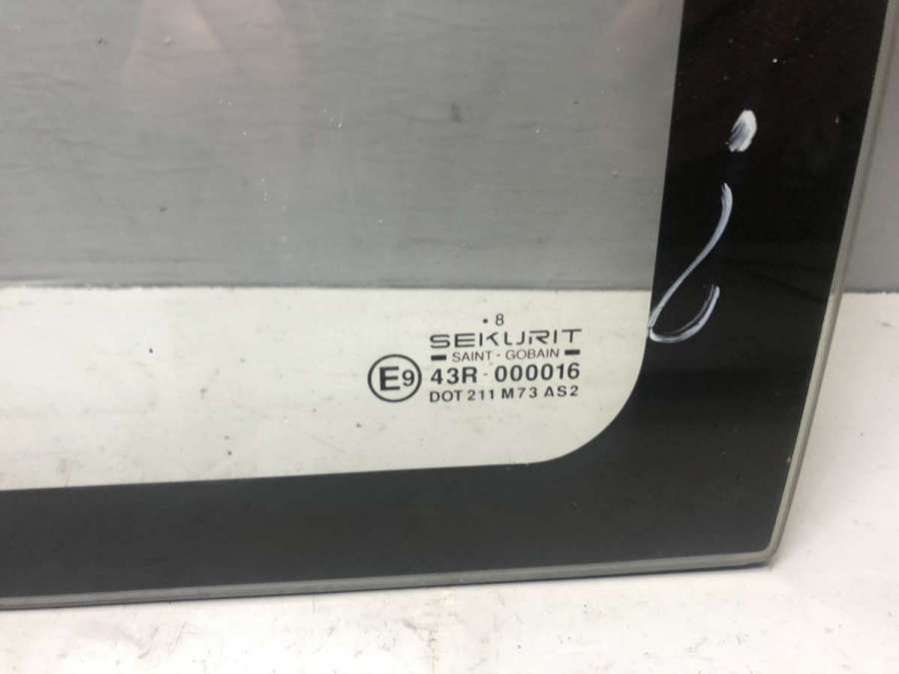 . 8
SEKURIT
SAINT - GOBAIN
E9 43R - 000016
DOT 211 M73 AS2